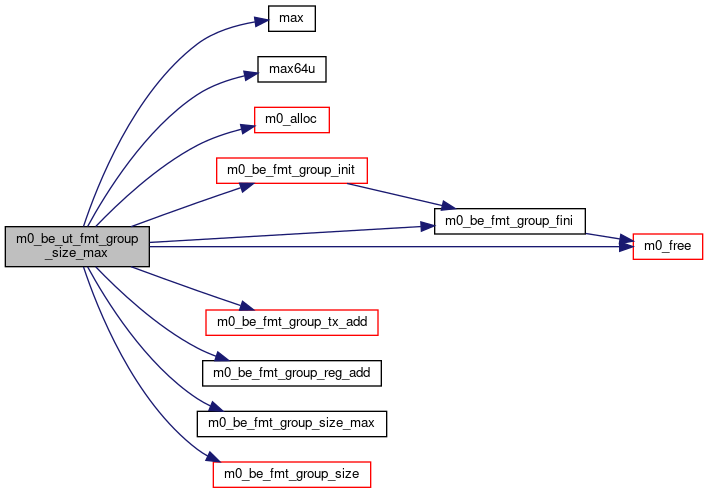 max
max64u
m0_alloc
m0_be_fmt_group_init
m0_be_fmt_group_fini
m0_be_ut_fmt_group
_size_max
m0_free
m0_be_fmt_group_tx_add
m0_be_fmt_group_reg_add
m0_be_fmt_group_size_max
m0_be_fmt_group_size